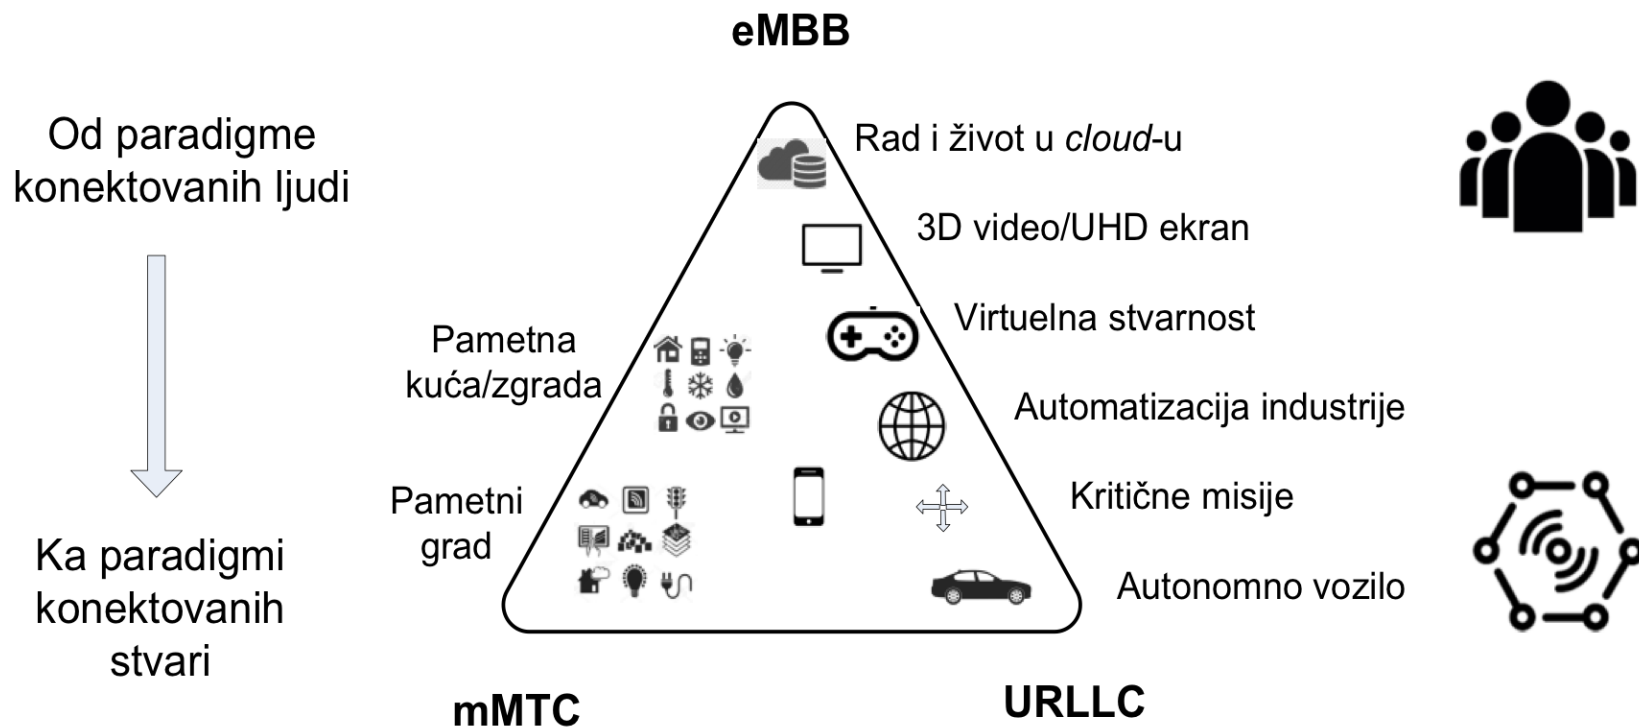 eMBB
Od paradigme
konektovanih ljudi
Rad i život u cloud-u
3D video/UHD ekran
Virtuelna stvarnost
Pametna
kuća/zgrada
Automatizacija industrije
Pametni
grad
Kritične misije
Ka paradigmi
konektovanih
stvari
Autonomno vozilo
mMTC
URLLC